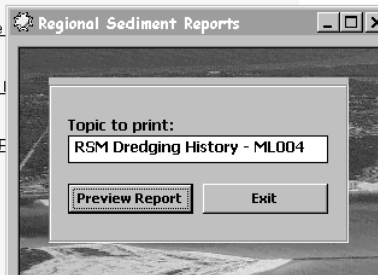 Regional Sediment Reports
Topic to print:
RSM Dredging History - ML004
Preview Report
Exit